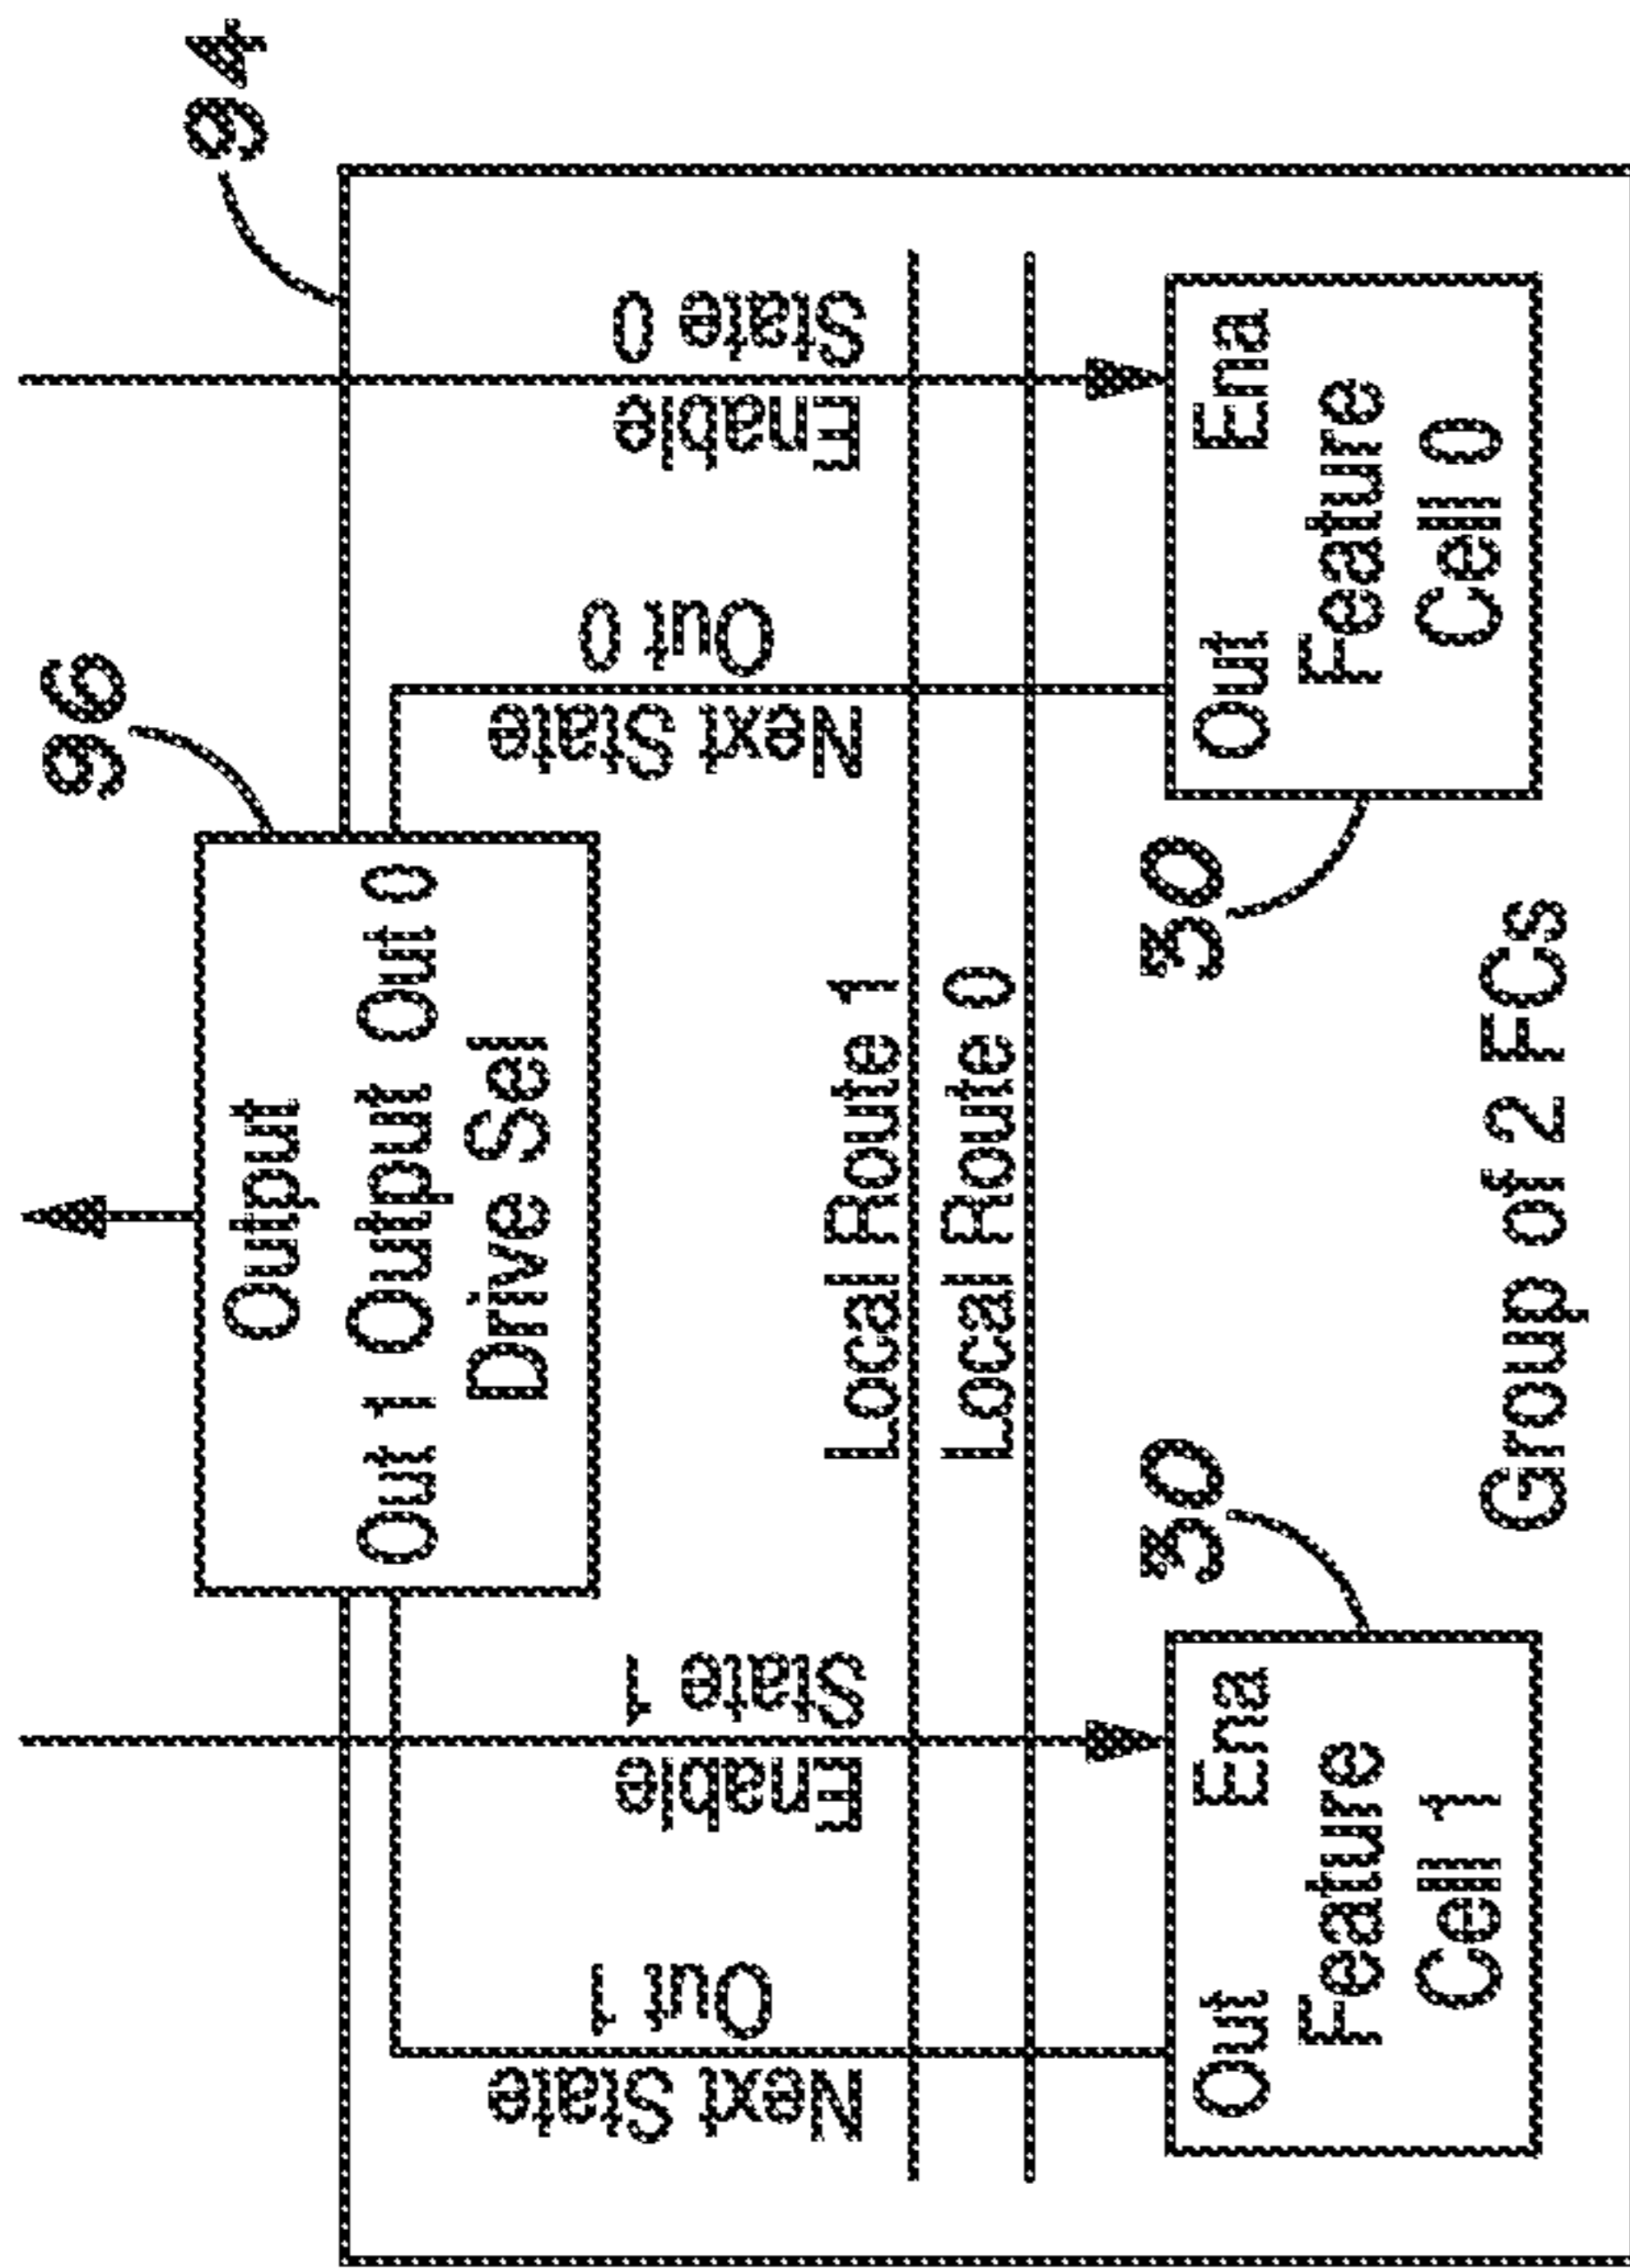 94
96
Output
Out 1 Output Out 0
Drive Sel
Next State
Out 1
Enable
State 1
Next State
Out 0
Enable
State 0
Local Route 1
Local Route 0
30
30
Out Ena
Feature
Cell 1
Out Ena
Feature
Cell 0
Group of 2 FCs